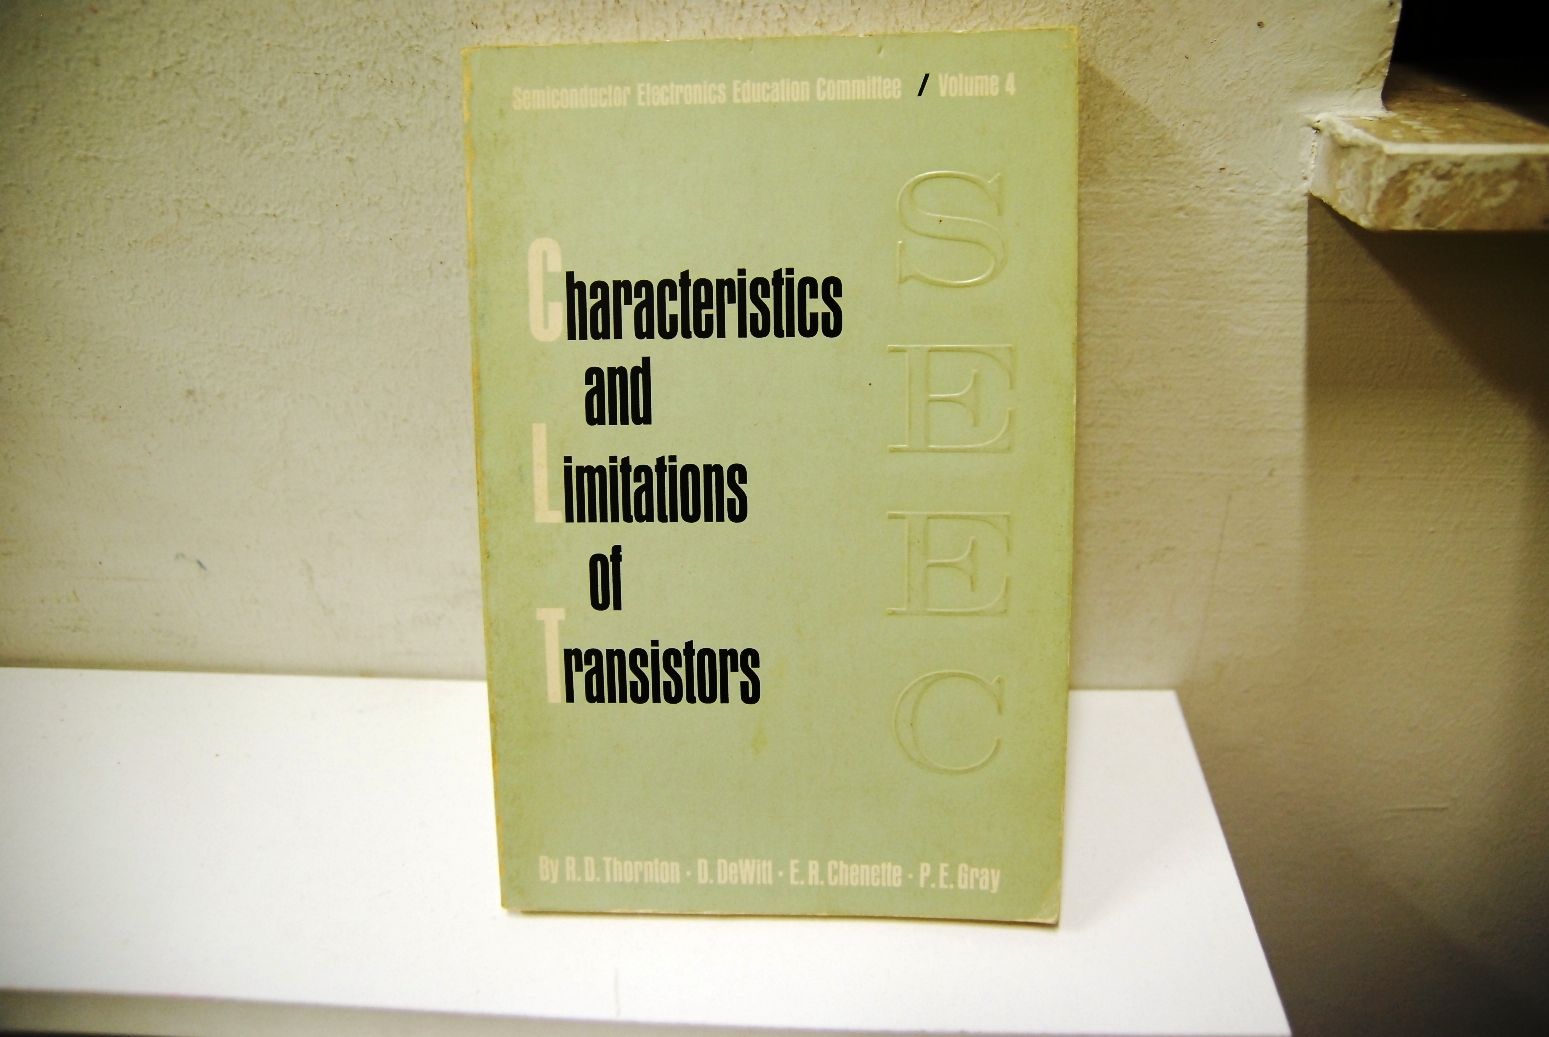 Semiconductor Electronics Education Committee / Volume 4
Characteristics
and
Limitations
of
Transistors
S
E
E
C
By R. D. Thornton · D. DeWitt · E. R. Chenette · P. E. Gray